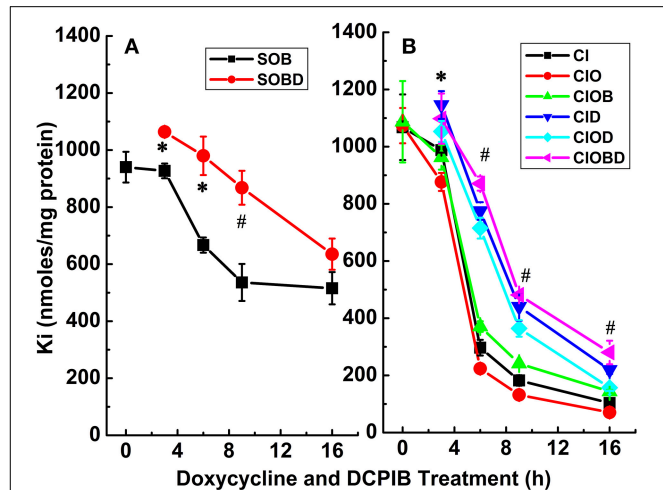 A
SOB
SOBD
B
CI
CIO
CIOB
CID
CIOD
CIOBD
Ki (nmoles/mg protein)
1400
1200
1000
800
600
400
200
0
*
*
#
0 4 8 12 16
1400
1200
1000
800
600
400
200
0
*
#
#
#
0 4 8 12 16
Doxycycline and DCPIB Treatment (h)